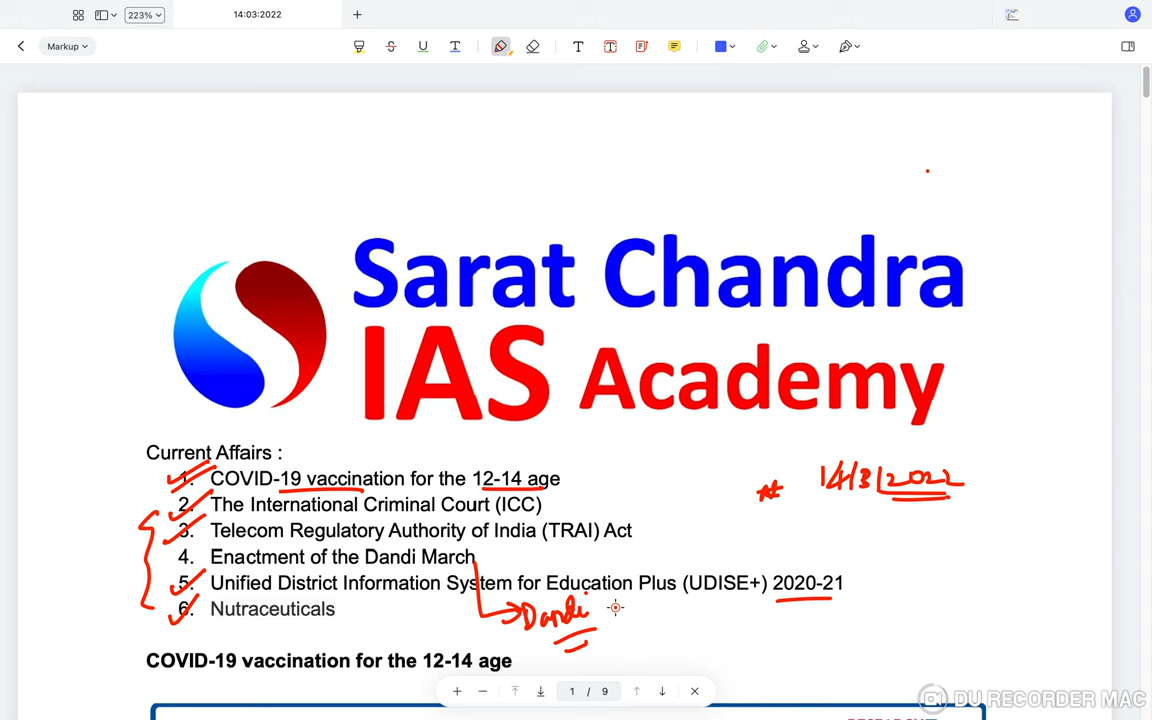 223%
14:03:2022
Markup
Sarat Chandra
IAS Academy
Current Affairs :
1. COVID-19 vaccination for the 12-14 age
14/3/2022
2. The International Criminal Court (ICC)
3. Telecom Regulatory Authority of India (TRAI) Act
4. Enactment of the Dandi March
5. Unified District Information System for Education Plus (UDISE+) 2020-21
6. Nutraceuticals
Dandi
COVID-19 vaccination for the 12-14 age
1 / 9
DU RECORDER MAC